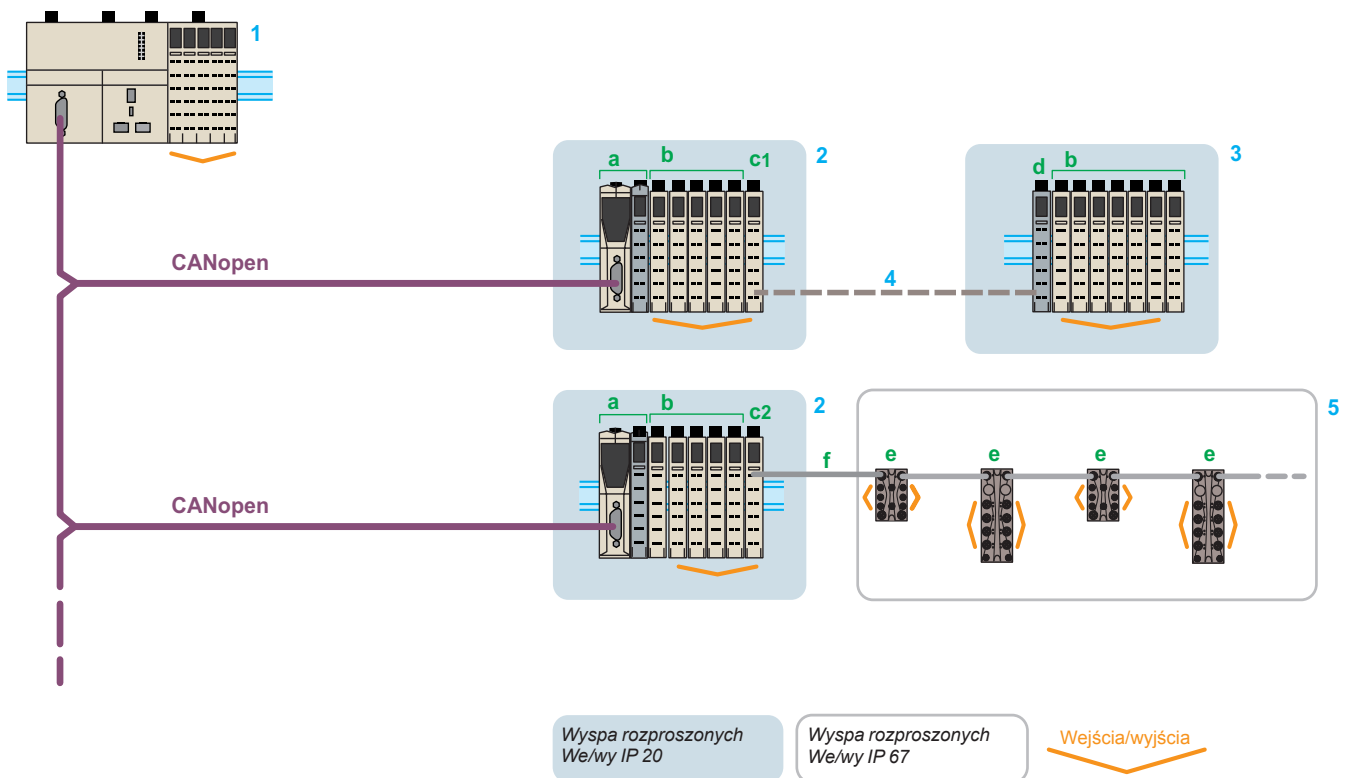 1
a b c1 2
d b 3
CANopen
4
a b c2 2
5
f e e e e
CANopen
Wyspa rozproszonych
We/wy IP 20
Wyspa rozproszonych
We/wy IP 67
Wejścia/wyjścia